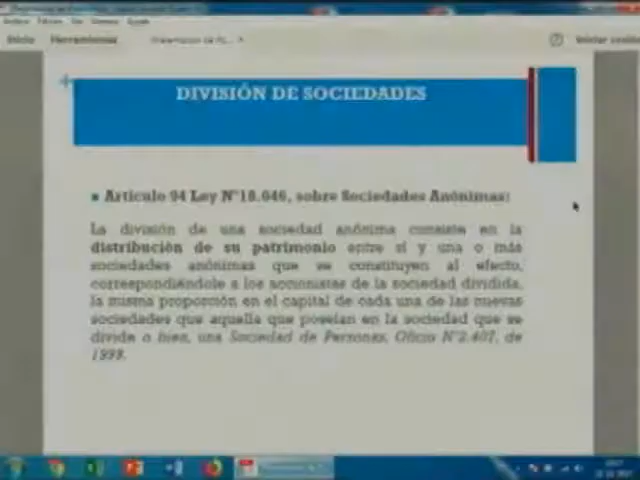 Inicio Herramientas
DIVISIÓN DE SOCIEDADES
Artículo 94 Ley N°18.046, sobre Sociedades Anónimas:
La división de una sociedad anónima consiste en la
distribución de su patrimonio entre sí y una o más
sociedades anónimas que se constituyen al efecto,
correspondiéndole a los accionistas de la sociedad dividida,
la misma proporción en el capital de cada una de las nuevas
sociedades que aquella que poseían en la sociedad que se
divide o bien, una Sociedad de Personas, Oficio N°2.407, de